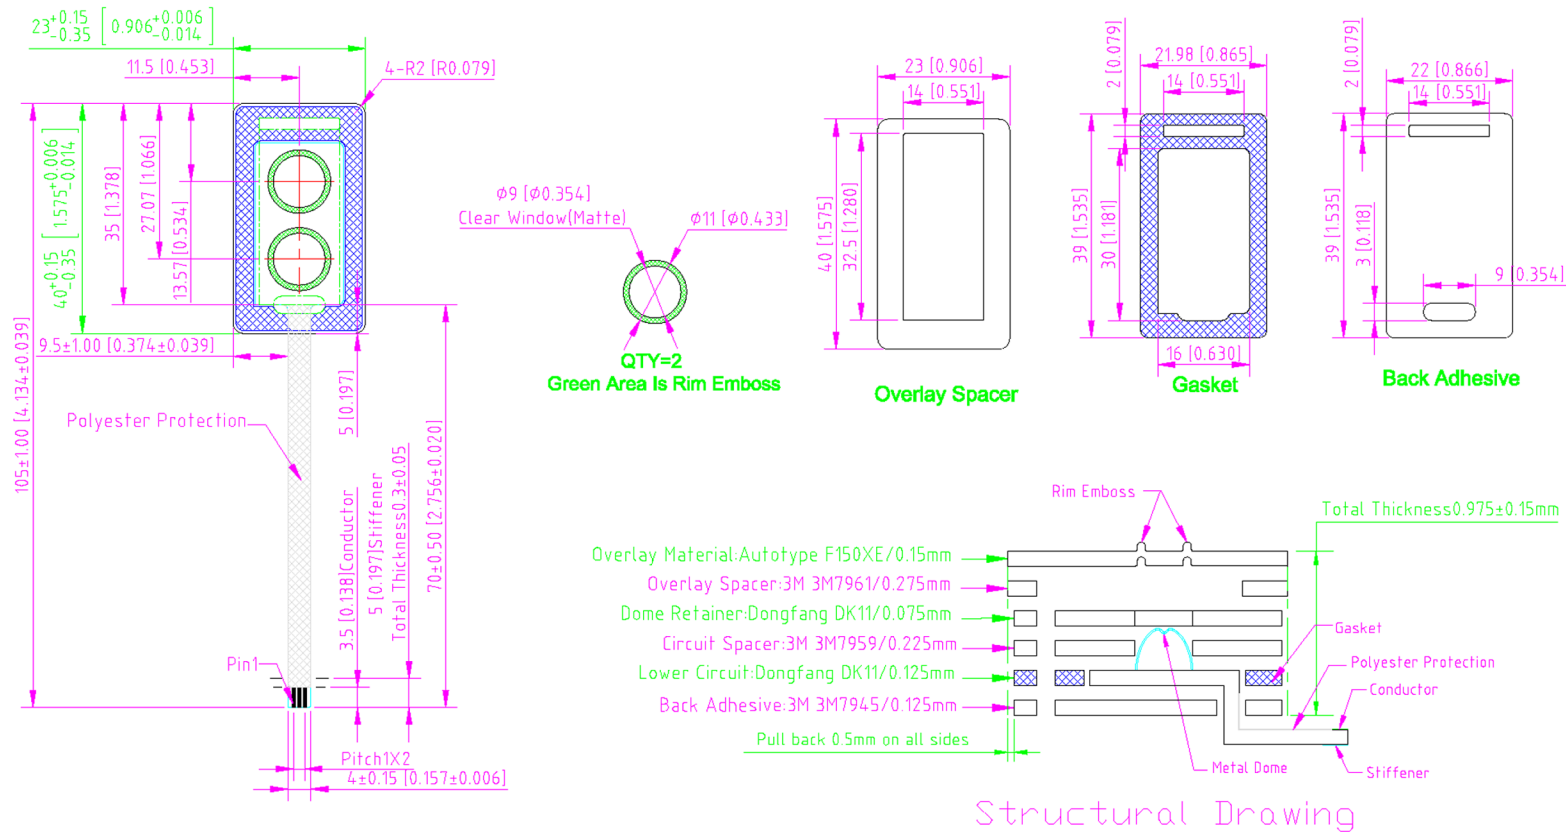 23+0.15 -0.35 [0.906+0.006 -0.014]
11.5 [0.453]
4-R2 [R0.079]
105±1.00 [4.134±0.039]
40+0.15 -0.35 [1.575+0.006 -0.014]
35 [1.378]
27.07 [1.066]
13.57 [0.534]
9.5±1.00 [0.374±0.039]
5 [0.197]
Polyester Protection
3.5 [0.138]Conductor
5 [0.197]Stiffener
Total Thickness0.3±0.05
70±0.50 [2.756±0.020]
Pin1
Pitch1X2
4±0.15 [0.157±0.006]
Ø9 [Ø0.354]
Clear Window(Matte)
Ø11 [Ø0.433]
QTY=2
Green Area Is Rim Emboss
23 [0.906]
14 [0.551]
40 [1.575]
32.5 [1.280]
Overlay Spacer
2 [0.079]
21.98 [0.865]
14 [0.551]
39 [1.535]
30 [1.181]
16 [0.630]
Gasket
2 [0.079]
22 [0.866]
14 [0.551]
39 [1.535]
3 [0.118]
9 [0.354]
Back Adhesive
Rim Emboss
Total Thickness0.975±0.15mm
Overlay Material:Autotype F150XE/0.15mm
Overlay Spacer:3M 3M7961/0.275mm
Dome Retainer:Dongfang DK11/0.075mm
Circuit Spacer:3M 3M7959/0.225mm
Lower Circuit:Dongfang DK11/0.125mm
Back Adhesive:3M 3M7945/0.125mm
Pull back 0.5mm on all sides
Gasket
Polyester Protection
Conductor
Metal Dome
Stiffener
Structural Drawing